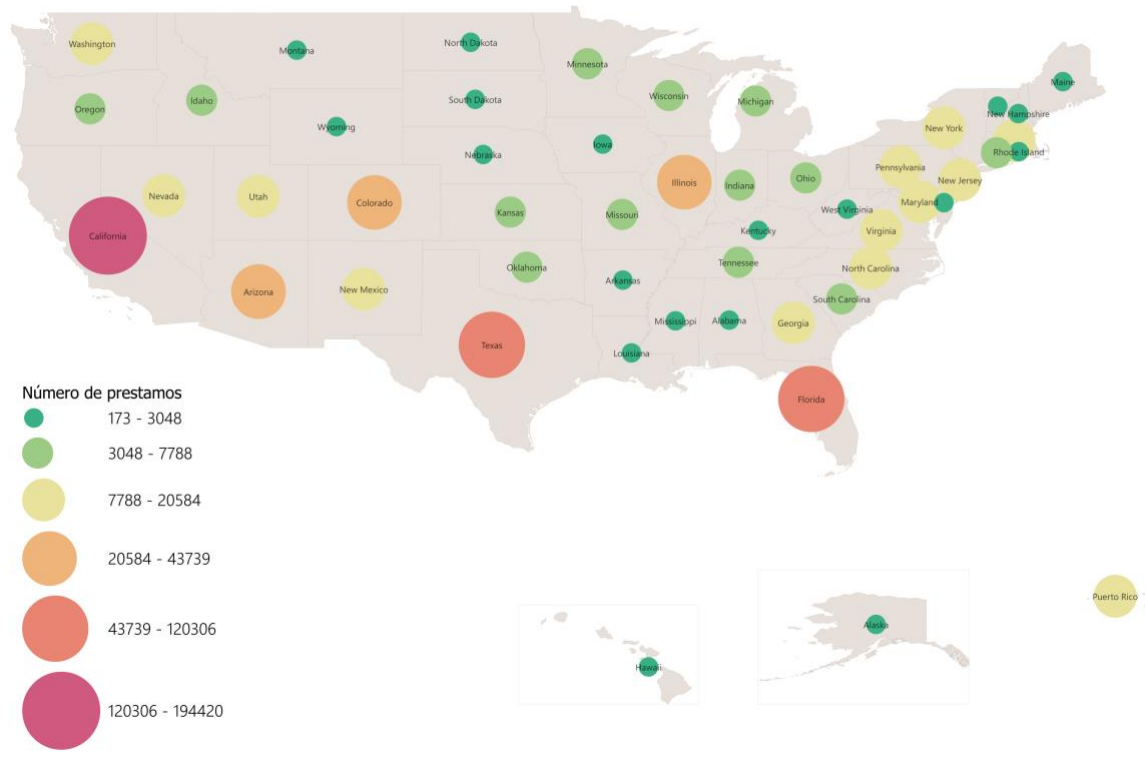 Washington
Montana
North Dakota
Minnesota
Maine
Oregon
Idaho
South Dakota
Wisconsin
Michigan
New Hampshire
Wyoming
New York
Iowa
Nebraska
Rhode Island
Pennsylvania
Nevada
Utah
Colorado
Illinois
Indiana
Ohio
New Jersey
Maryland
West Virginia
Kansas
Missouri
California
Kentucky
Virginia
Oklahoma
Tennessee
North Carolina
Arizona
New Mexico
Arkansas
South Carolina
Mississippi
Alabama
Georgia
Texas
Louisiana
Florida
Número de prestamos
173 - 3048
3048 - 7788
7788 - 20584
20584 - 43739
43739 - 120306
120306 - 194420
Puerto Rico
Alaska
Hawaii